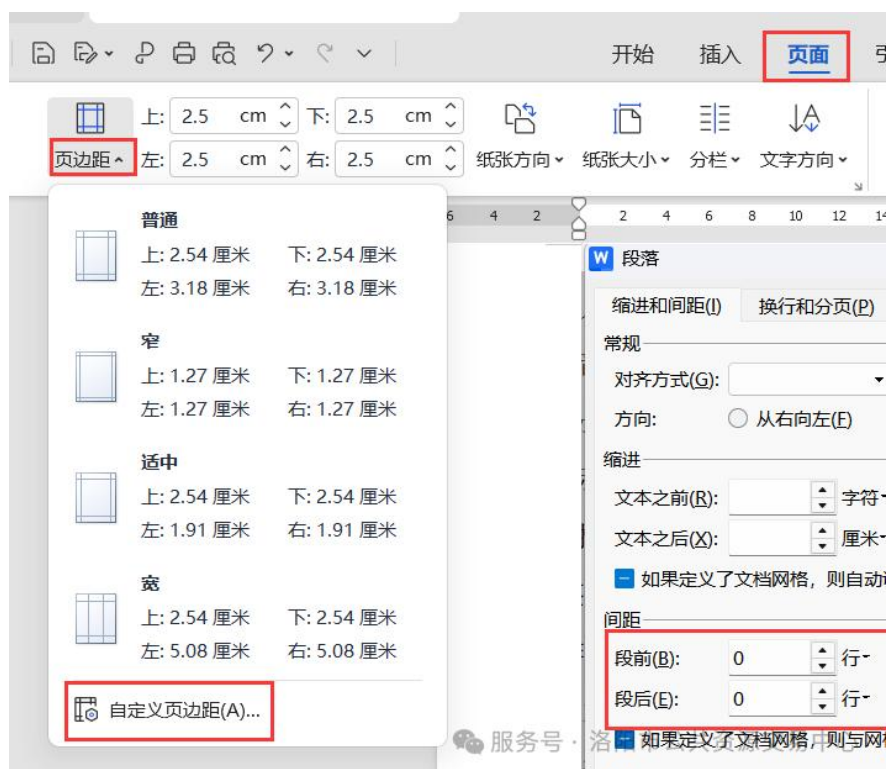 开始 插入 页面 引
上: 2.5 cm 下: 2.5 cm
页边距 左: 2.5 cm 右: 2.5 cm 纸张方向 纸张大小 分栏 文字方向
6 4 2 2 4 6 8 10 12 14
普通
上: 2.54 厘米 下: 2.54 厘米
左: 3.18 厘米 右: 3.18 厘米
窄
上: 1.27 厘米 下: 1.27 厘米
左: 1.27 厘米 右: 1.27 厘米
适中
上: 2.54 厘米 下: 2.54 厘米
左: 1.91 厘米 右: 1.91 厘米
宽
上: 2.54 厘米 下: 2.54 厘米
左: 5.08 厘米 右: 5.08 厘米
自定义页边距(A)...
W 段落
缩进和间距(I) 换行和分页(P)
常规
对齐方式(G):
方向: 从右向左(F)
缩进
文本之前(R): 字符
文本之后(X): 厘米
如果定义了文档网格，则自动
间距
段前(B): 0 行
段后(E): 0 行
如果定义了文档网格，则与网格
服务号 · 洛